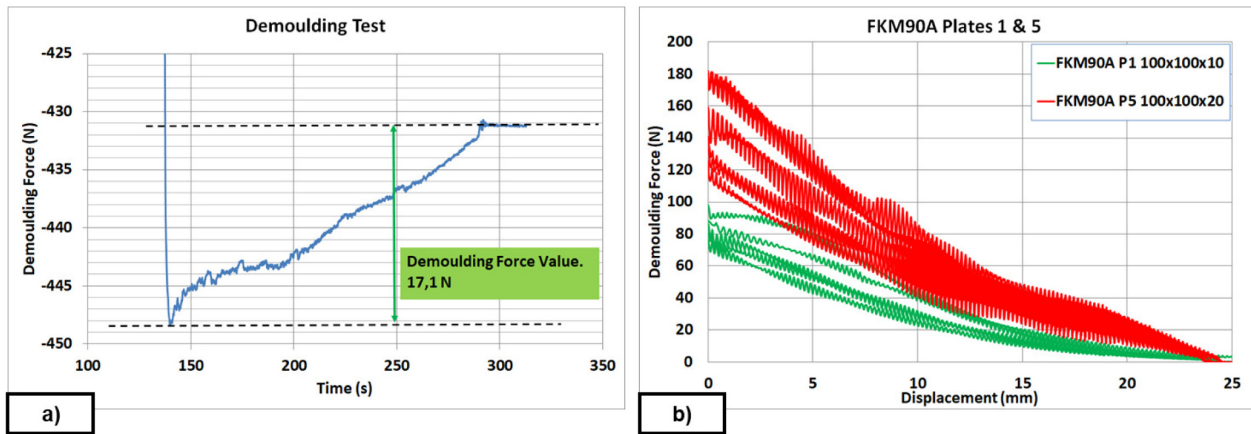 Demoulding Test
Demoulding Force (N)
-425
-430
-435
-440
-445
-450
Demoulding Force Value.
17,1 N
100
150
200
250
300
350
Time (s)
a)
FKM90A Plates 1 & 5
Demoulding Force (N)
200
180
160
140
120
100
80
60
40
20
0
FKM90A P1 100x100x10
FKM90A P5 100x100x20
0
5
10
15
20
25
Displacement (mm)
b)